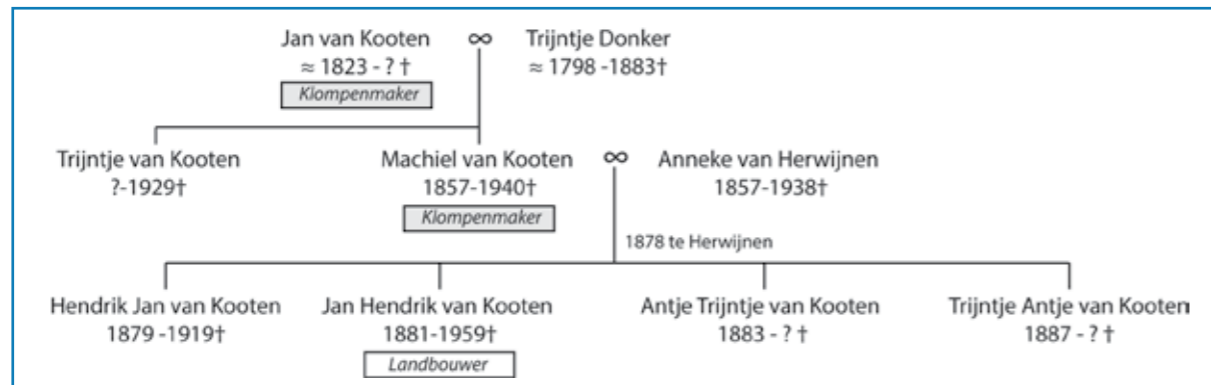 Jan van Kooten ∞ Trijntje Donker
≈ 1823 - ? † ≈ 1798 -1883†
Klompenmaker
Trijntje van Kooten Machiel van Kooten ∞ Anneke van Herwijnen
?-1929† 1857-1940† 1857-1938†
Klompenmaker
1878 te Herwijnen
Hendrik Jan van Kooten Jan Hendrik van Kooten Antje Trijntje van Kooten Trijntje Antje van Kooten
1879 -1919† 1881-1959† 1883 - ? † 1887 - ? †
Landbouwer